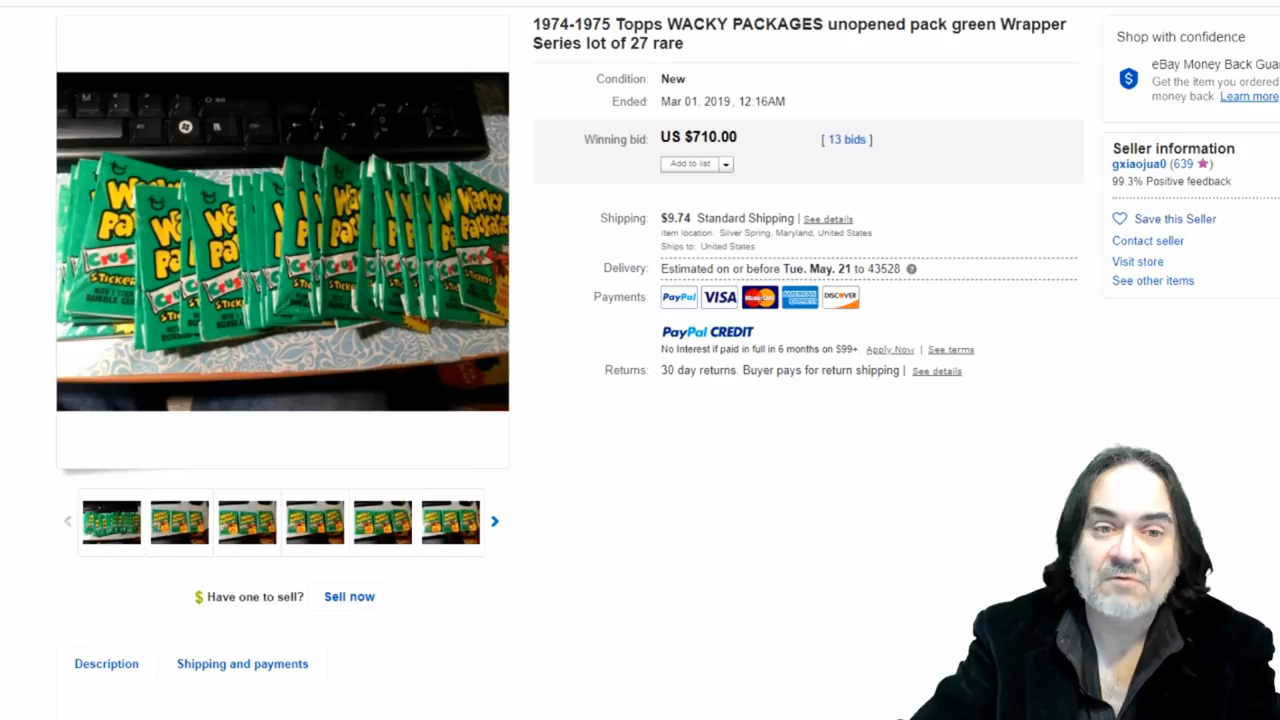 1974-1975 Topps WACKY PACKAGES unopened pack green Wrapper
Series lot of 27 rare
Condition: New
Ended: Mar 01, 2019 , 12:16AM
Winning bid: US $710.00 [ 13 bids ]
Add to list
Shipping: $9.74 Standard Shipping | See details
Item location: Silver Spring, Maryland, United States
Ships to: United States
Delivery: Estimated on or before Tue. May. 21 to 43528
Payments: PayPal VISA MasterCard AMERICAN EXPRESS DISCOVER
PayPal CREDIT
No Interest if paid in full in 6 months on $99+. Apply Now | See terms
Returns: 30 day returns. Buyer pays for return shipping | See details
Shop with confidence
eBay Money Back Gua
Get the item you ordered
money back. Learn more
Seller information
gxiaojua0 (639 ★)
99.3% Positive feedback
Save this Seller
Contact seller
Visit store
See other items
Wacky
Packages
$ Have one to sell? Sell now
Description Shipping and payments